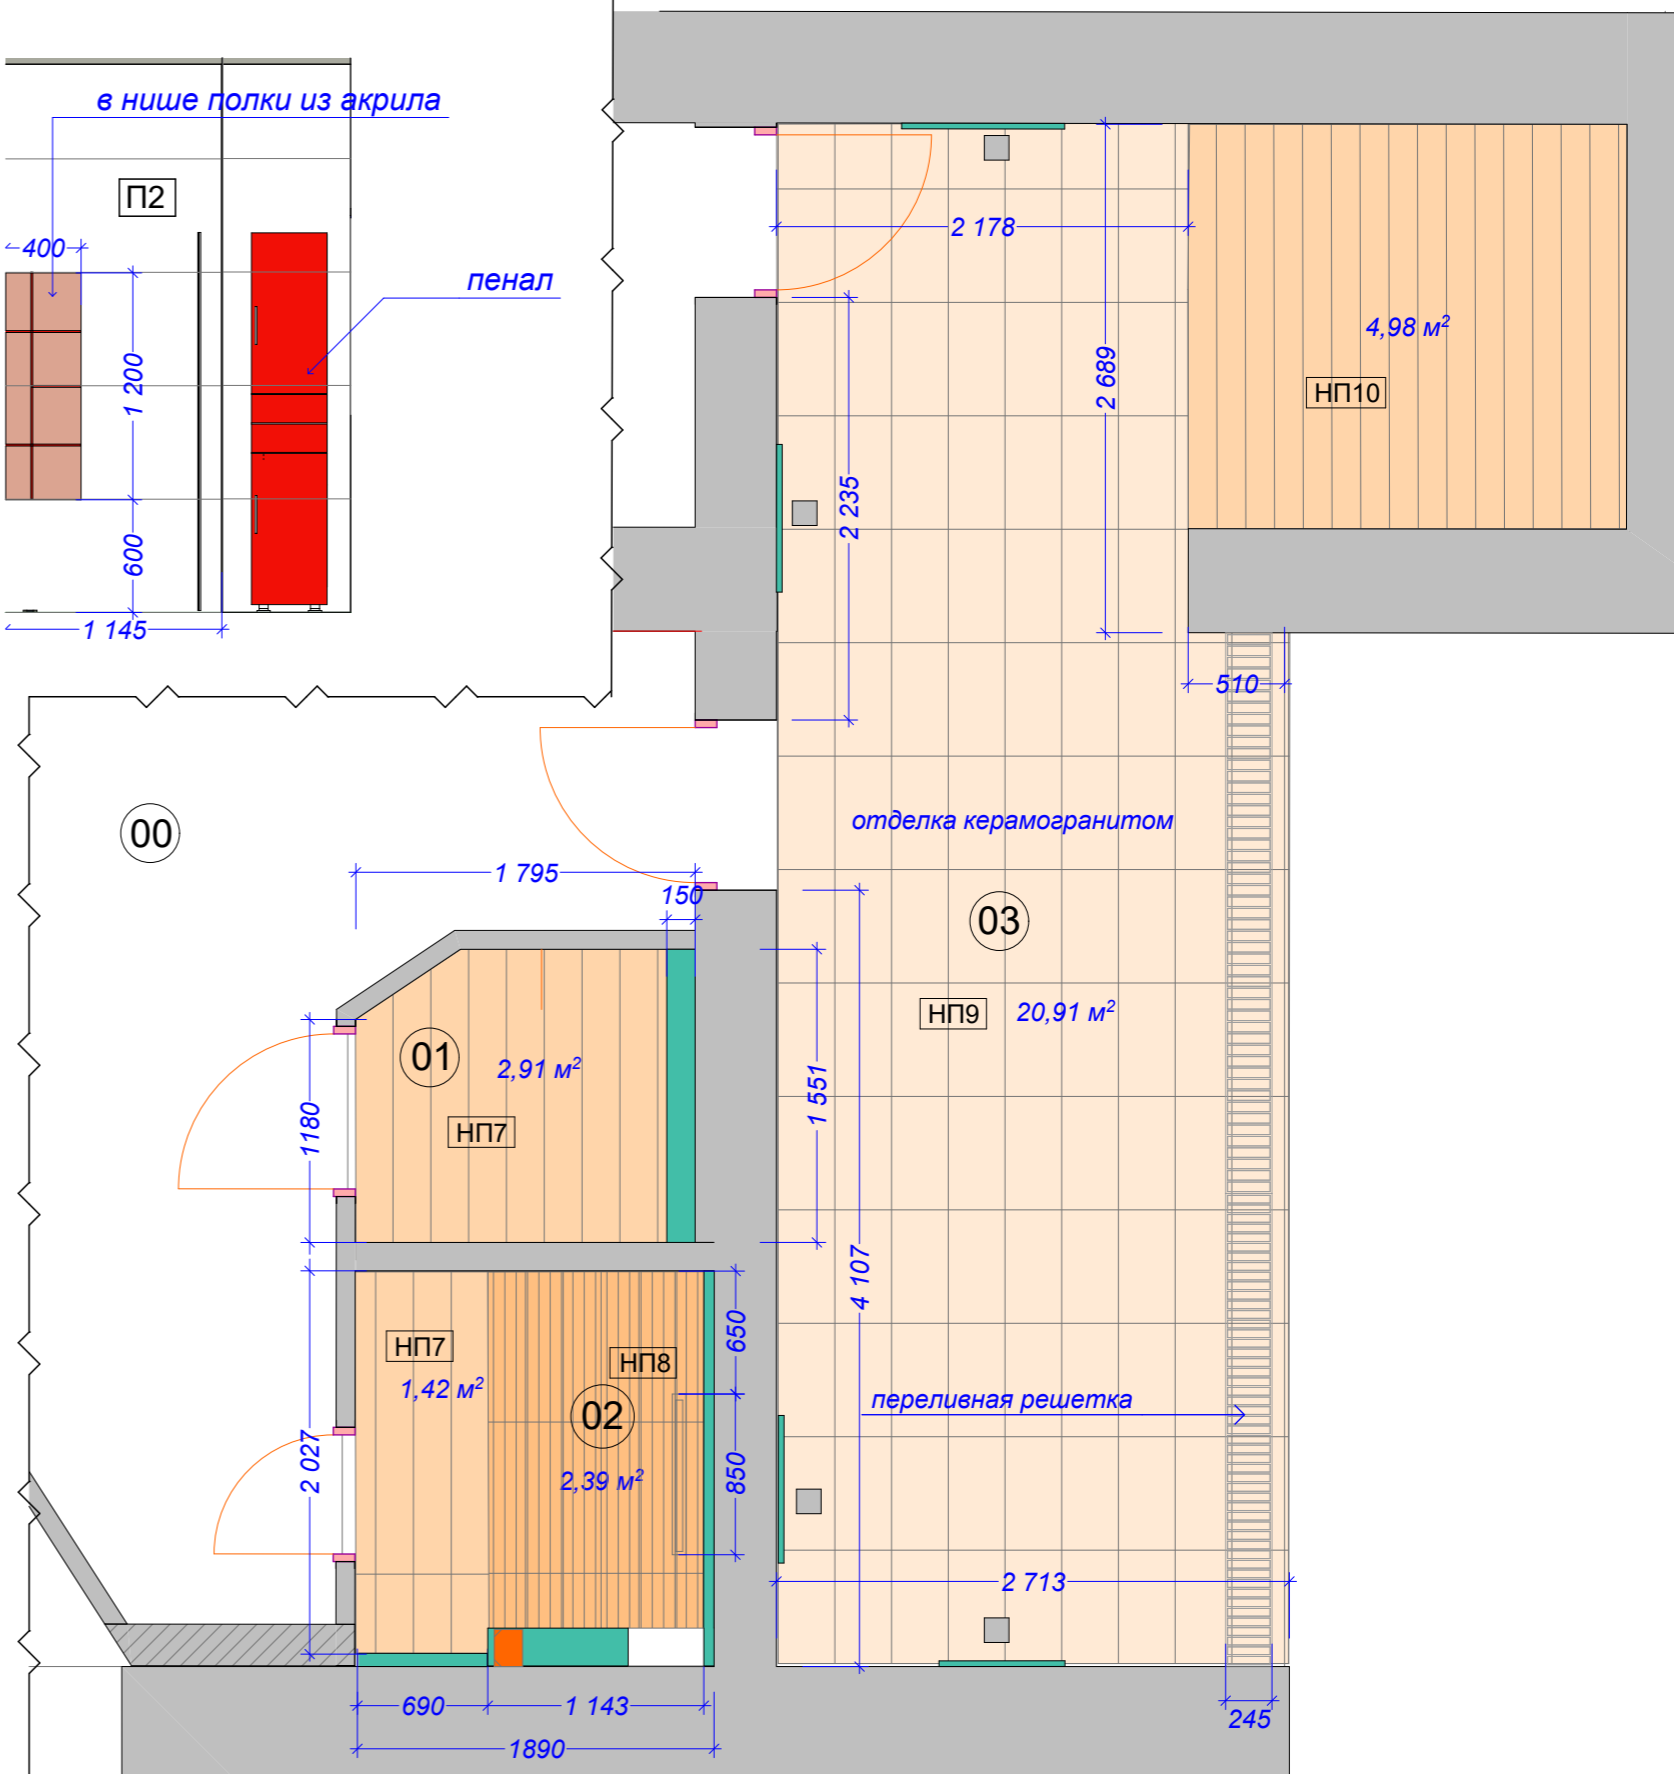 в нише полки из акрила
П2
400
пенал
1 200
600
1 145
2 178
4,98 м²
НП10
2 689
2 235
510
00
отделка керамогранитом
1 795
150
03
НП9 20,91 м²
01
2,91 м²
НП7
1180
1 551
4 107
НП7
1,42 м²
НП8
02
2,39 м²
650
850
2 027
переливная решетка
2 713
690
1 143
1890
245